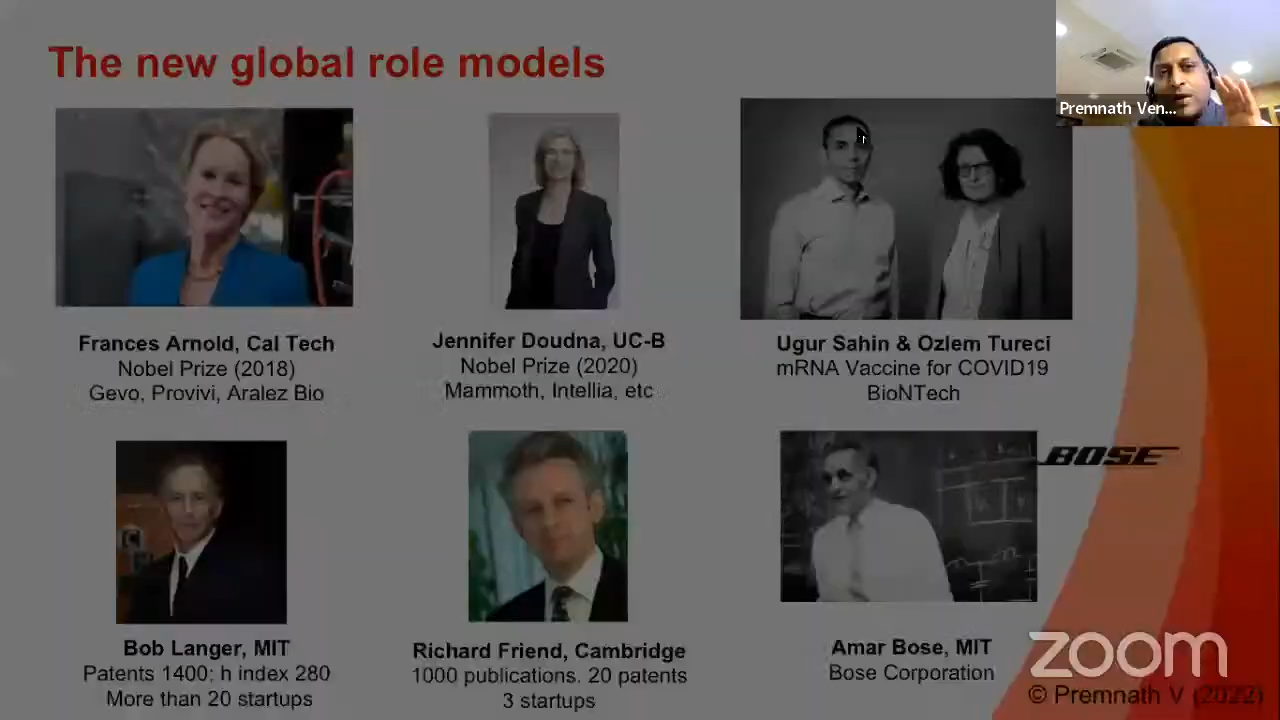 The new global role models
Premnath Ven...
Frances Arnold, Cal Tech
Nobel Prize (2018)
Gevo, Provivi, Aralez Bio
Jennifer Doudna, UC-B
Nobel Prize (2020)
Mammoth, Intellia, etc
Ugur Sahin & Ozlem Tureci
mRNA Vaccine for COVID19
BioNTech
BOSE
Bob Langer, MIT
Patents 1400; h index 280
More than 20 startups
Richard Friend, Cambridge
1000 publications. 20 patents
3 startups
Amar Bose, MIT
Bose Corporation
zoom
© Premnath V (2022)